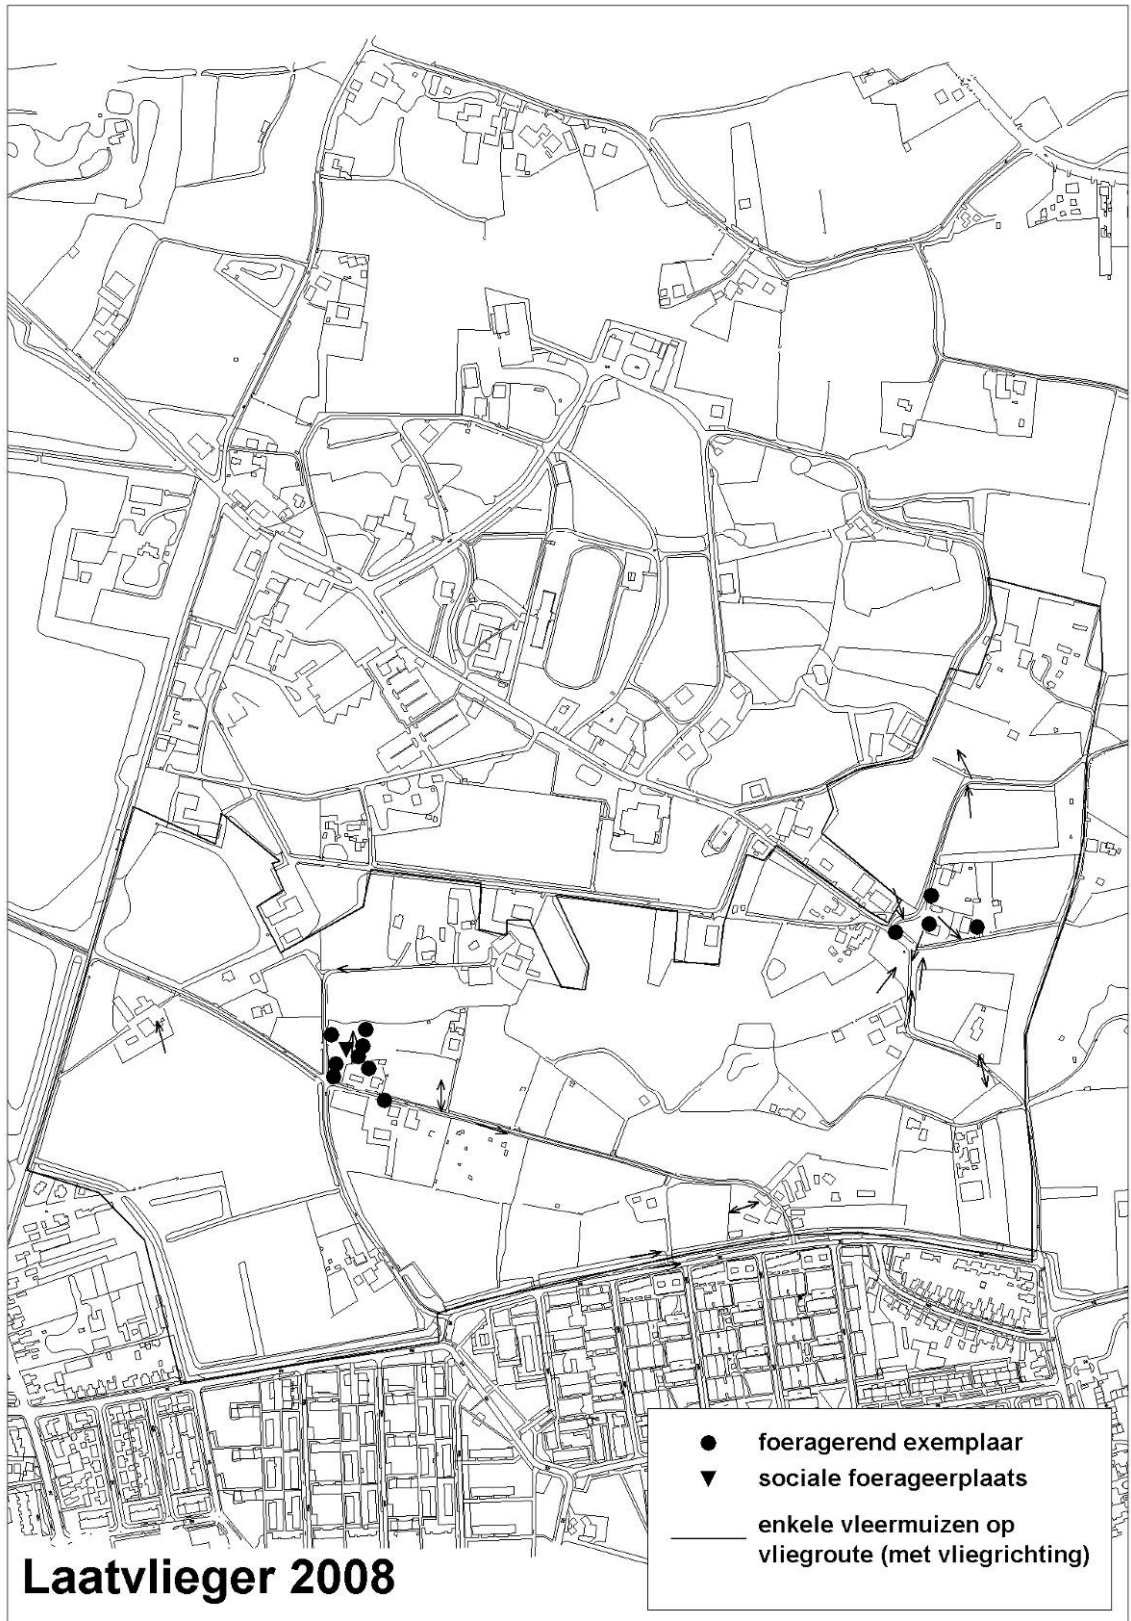 foeragerend exemplaar
sociale foerageerplaats
enkele vleermuizen op
vliegroute (met vliegrichting)
Laatvlieger 2008